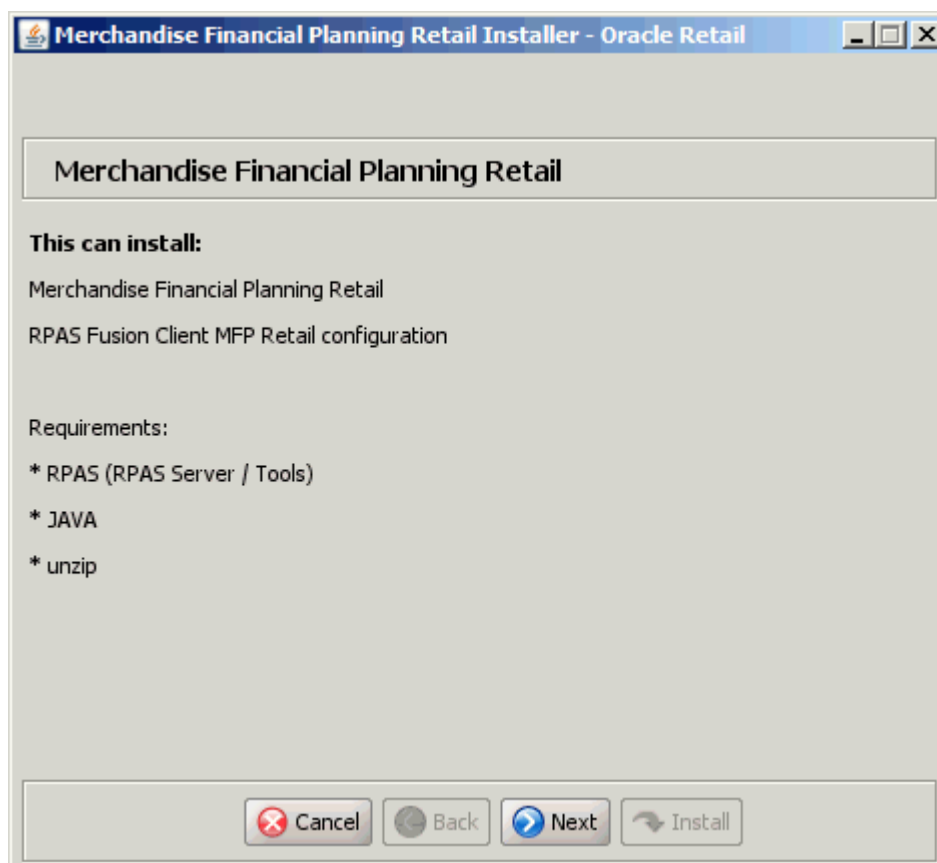 Merchandise Financial Planning Retail Installer - Oracle Retail
Merchandise Financial Planning Retail
This can install:
Merchandise Financial Planning Retail
RPAS Fusion Client MFP Retail configuration
Requirements:
* RPAS (RPAS Server / Tools)
* JAVA
* unzip
Cancel Back Next Install